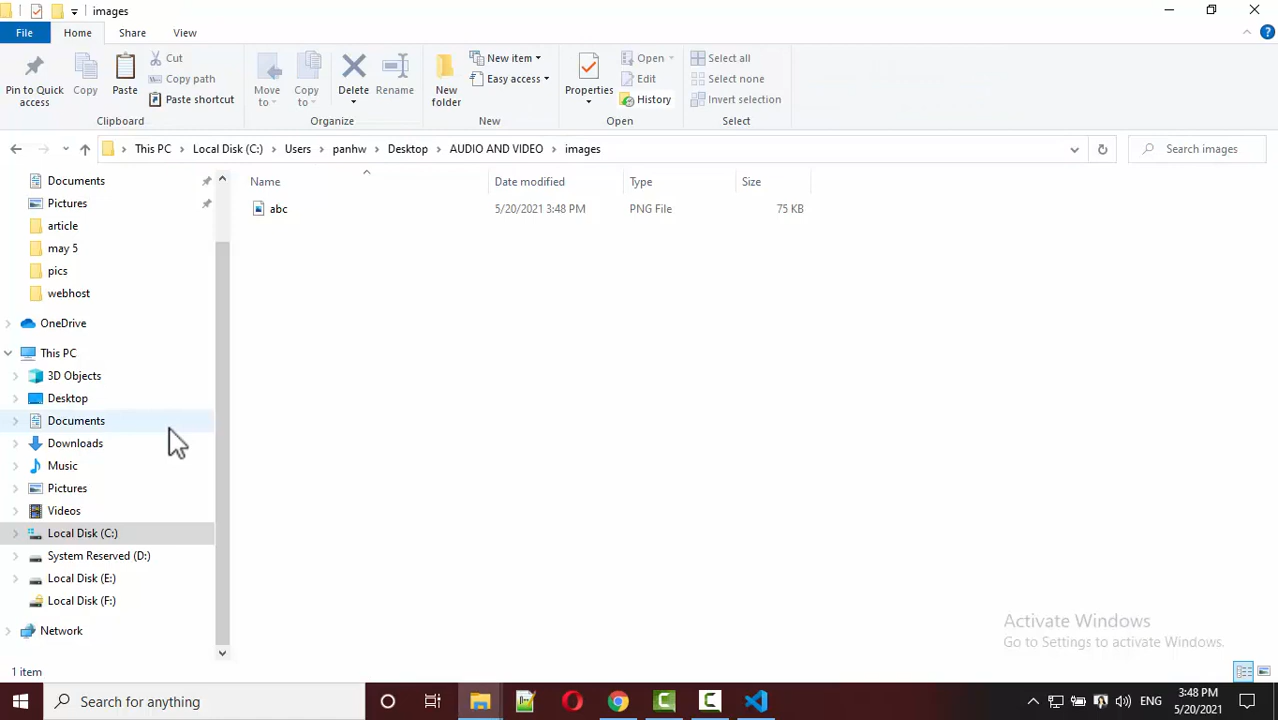 images
File Home Share View
Pin to Quick access
Copy
Paste
Cut
Copy path
Paste shortcut
Clipboard
Move to
Copy to
Delete
Rename
Organize
New folder
New item
Easy access
New
Properties
Open
Edit
History
Open
Select all
Select none
Invert selection
Select
This PC Local Disk (C:) Users panhw Desktop AUDIO AND VIDEO images
Search images
Name Date modified Type Size
abc 5/20/2021 3:48 PM PNG File 75 KB
Documents
Pictures
article
may 5
pics
webhost
OneDrive
This PC
3D Objects
Desktop
Documents
Downloads
Music
Pictures
Videos
Local Disk (C:)
System Reserved (D:)
Local Disk (E:)
Local Disk (F:)
Network
Activate Windows
Go to Settings to activate Windows.
1 item
Search for anything
ENG
3:48 PM
5/20/2021